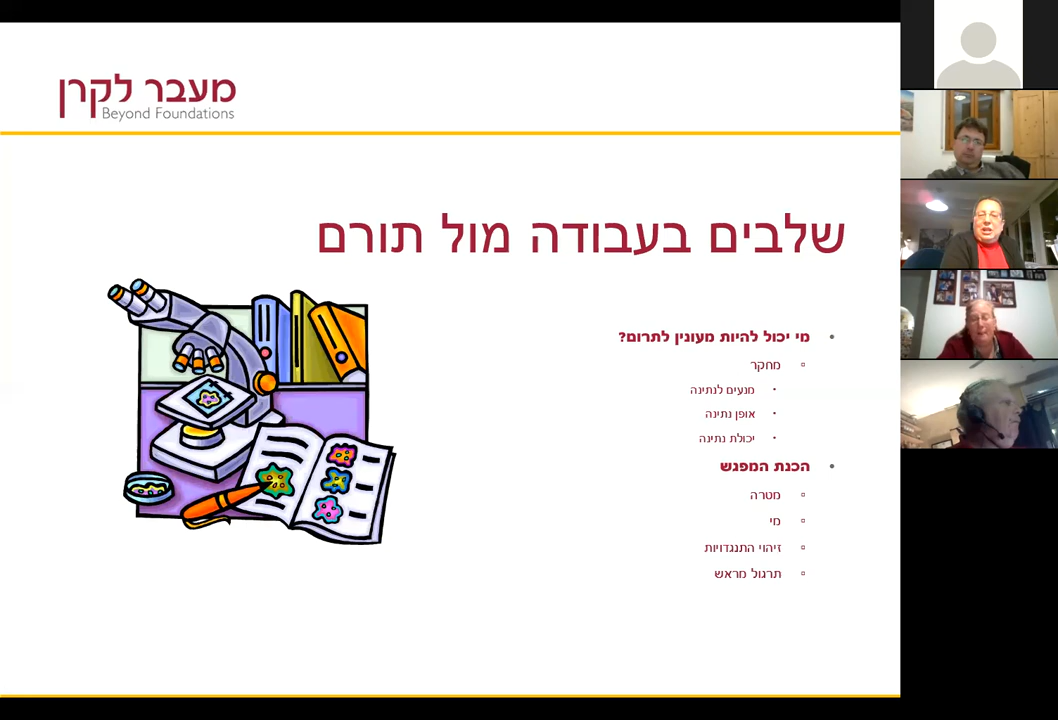 מעבר לקרן
Beyond Foundations
שלבים בעבודה מול תורם
מי יכול להיות מעונין לתרום?
מחקר
מנעים לנתינה
אופן נתינה
יכולת נתינה
הכנת המפגש
מטרה
מי
זיהוי התנגדויות
תרגול מראש